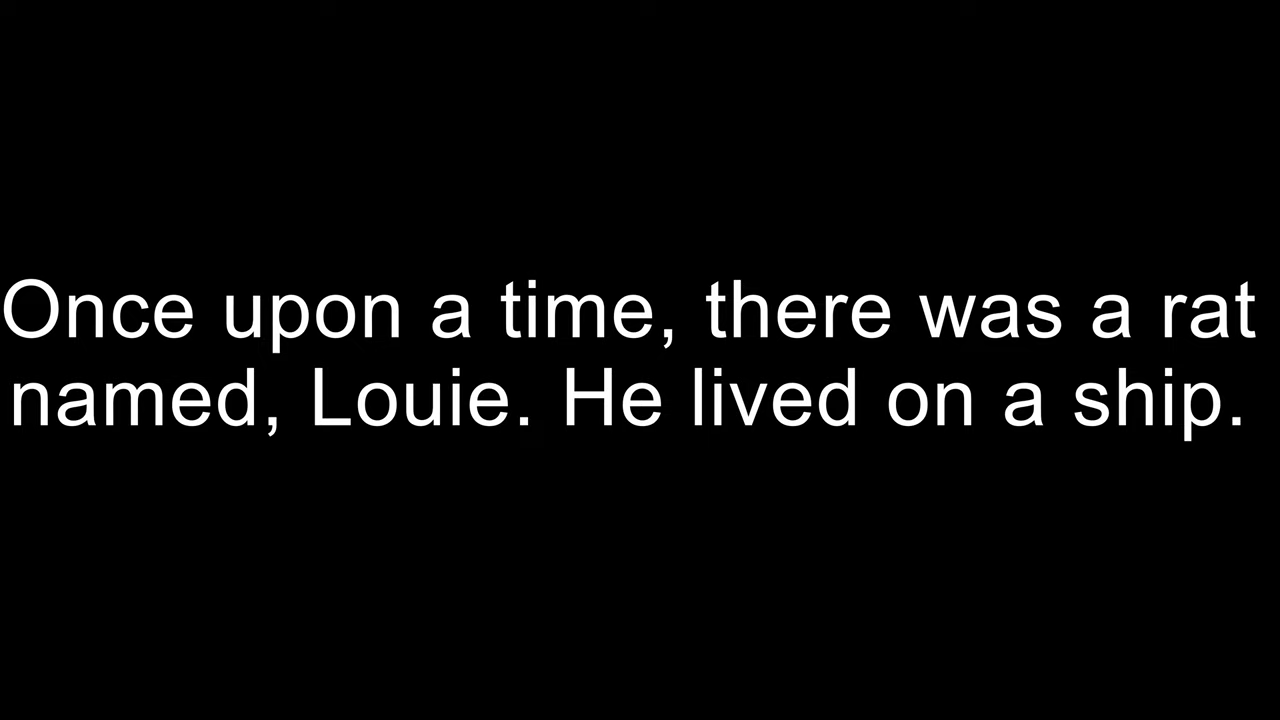 Once upon a time, there was a rat
named, Louie. He lived on a ship.